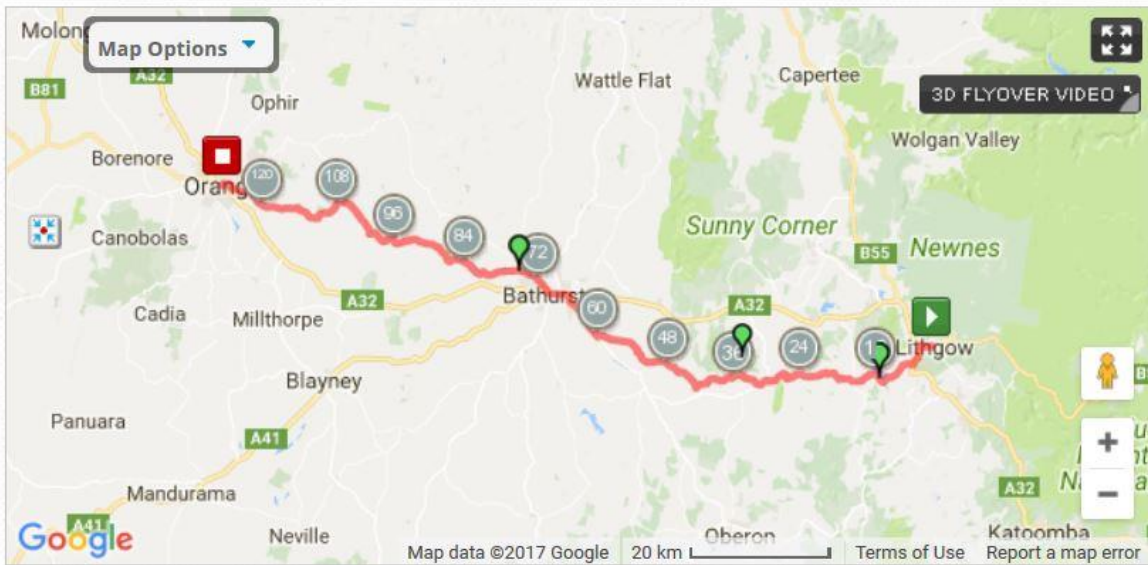 Molong
Map Options
A32
B81
Ophir
Wattle Flat
Capertee
3D FLYOVER VIDEO
Wolgan Valley
Borenore
Orang
120
108
96
84
72
60
48
36
24
Canobolas
Sunny Corner
B55
Newnes
A32
Bathurst
A32
Cadia
Millthorpe
Lithgow
Blayney
Panuara
A41
Mandurama
A32
A41
Google
Neville
Oberon
Katoomba
Map data ©2017 Google
20 km
Terms of Use
Report a map error